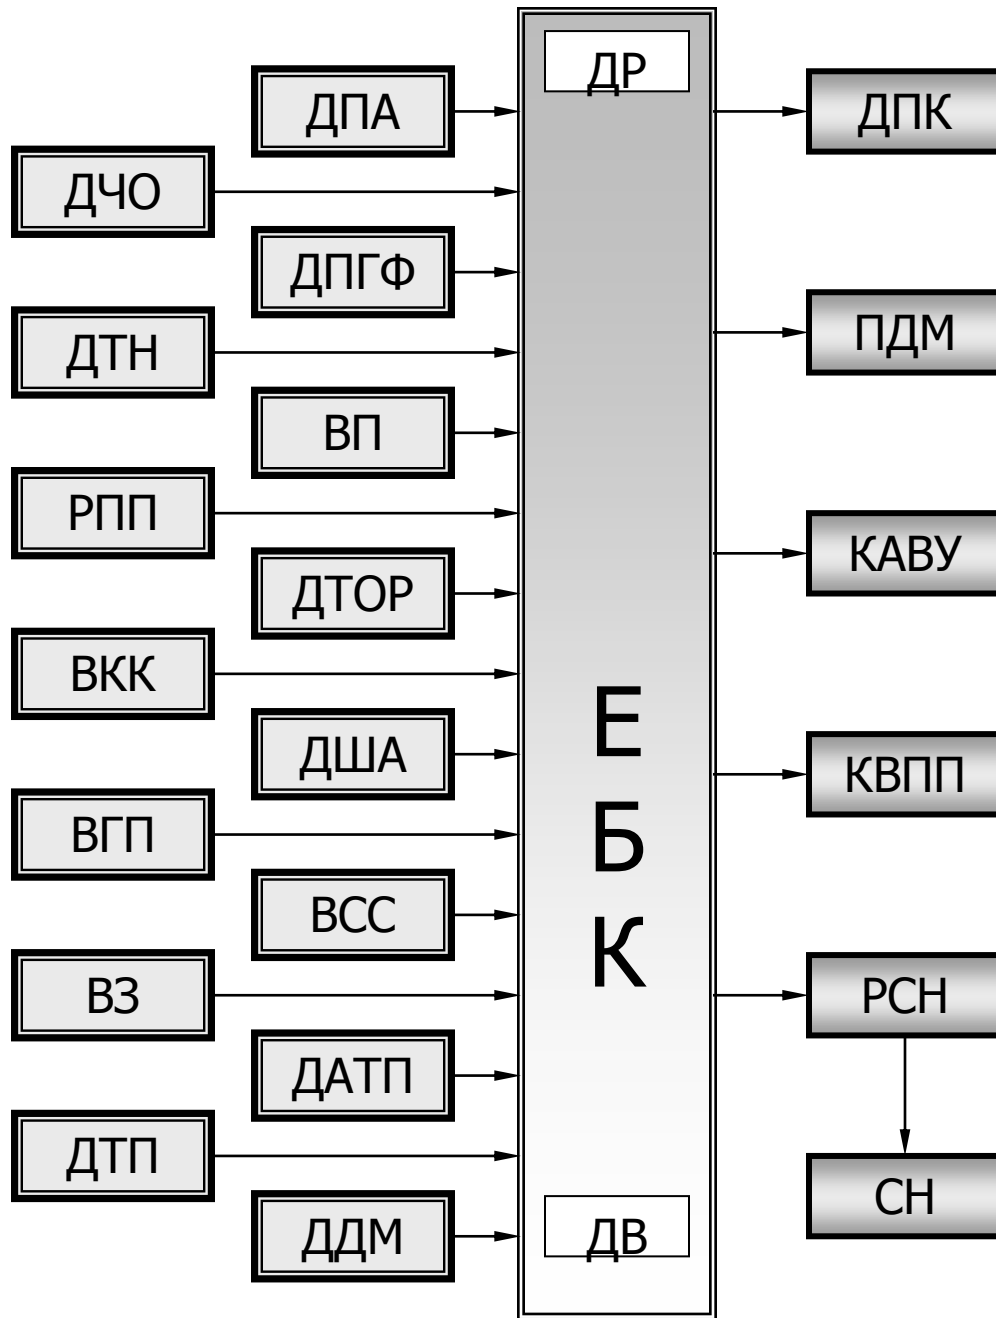 ДР
ДПА
ДПК
ДЧО
ДПГФ
ДТН
ПДМ
ВП
РПП
КАВУ
ДТОР
ВКК
ДША
Е
КВПП
ВГП
Б
ВСС
К
ВЗ
РСН
ДАТП
ДТП
СН
ДДМ
ДВ